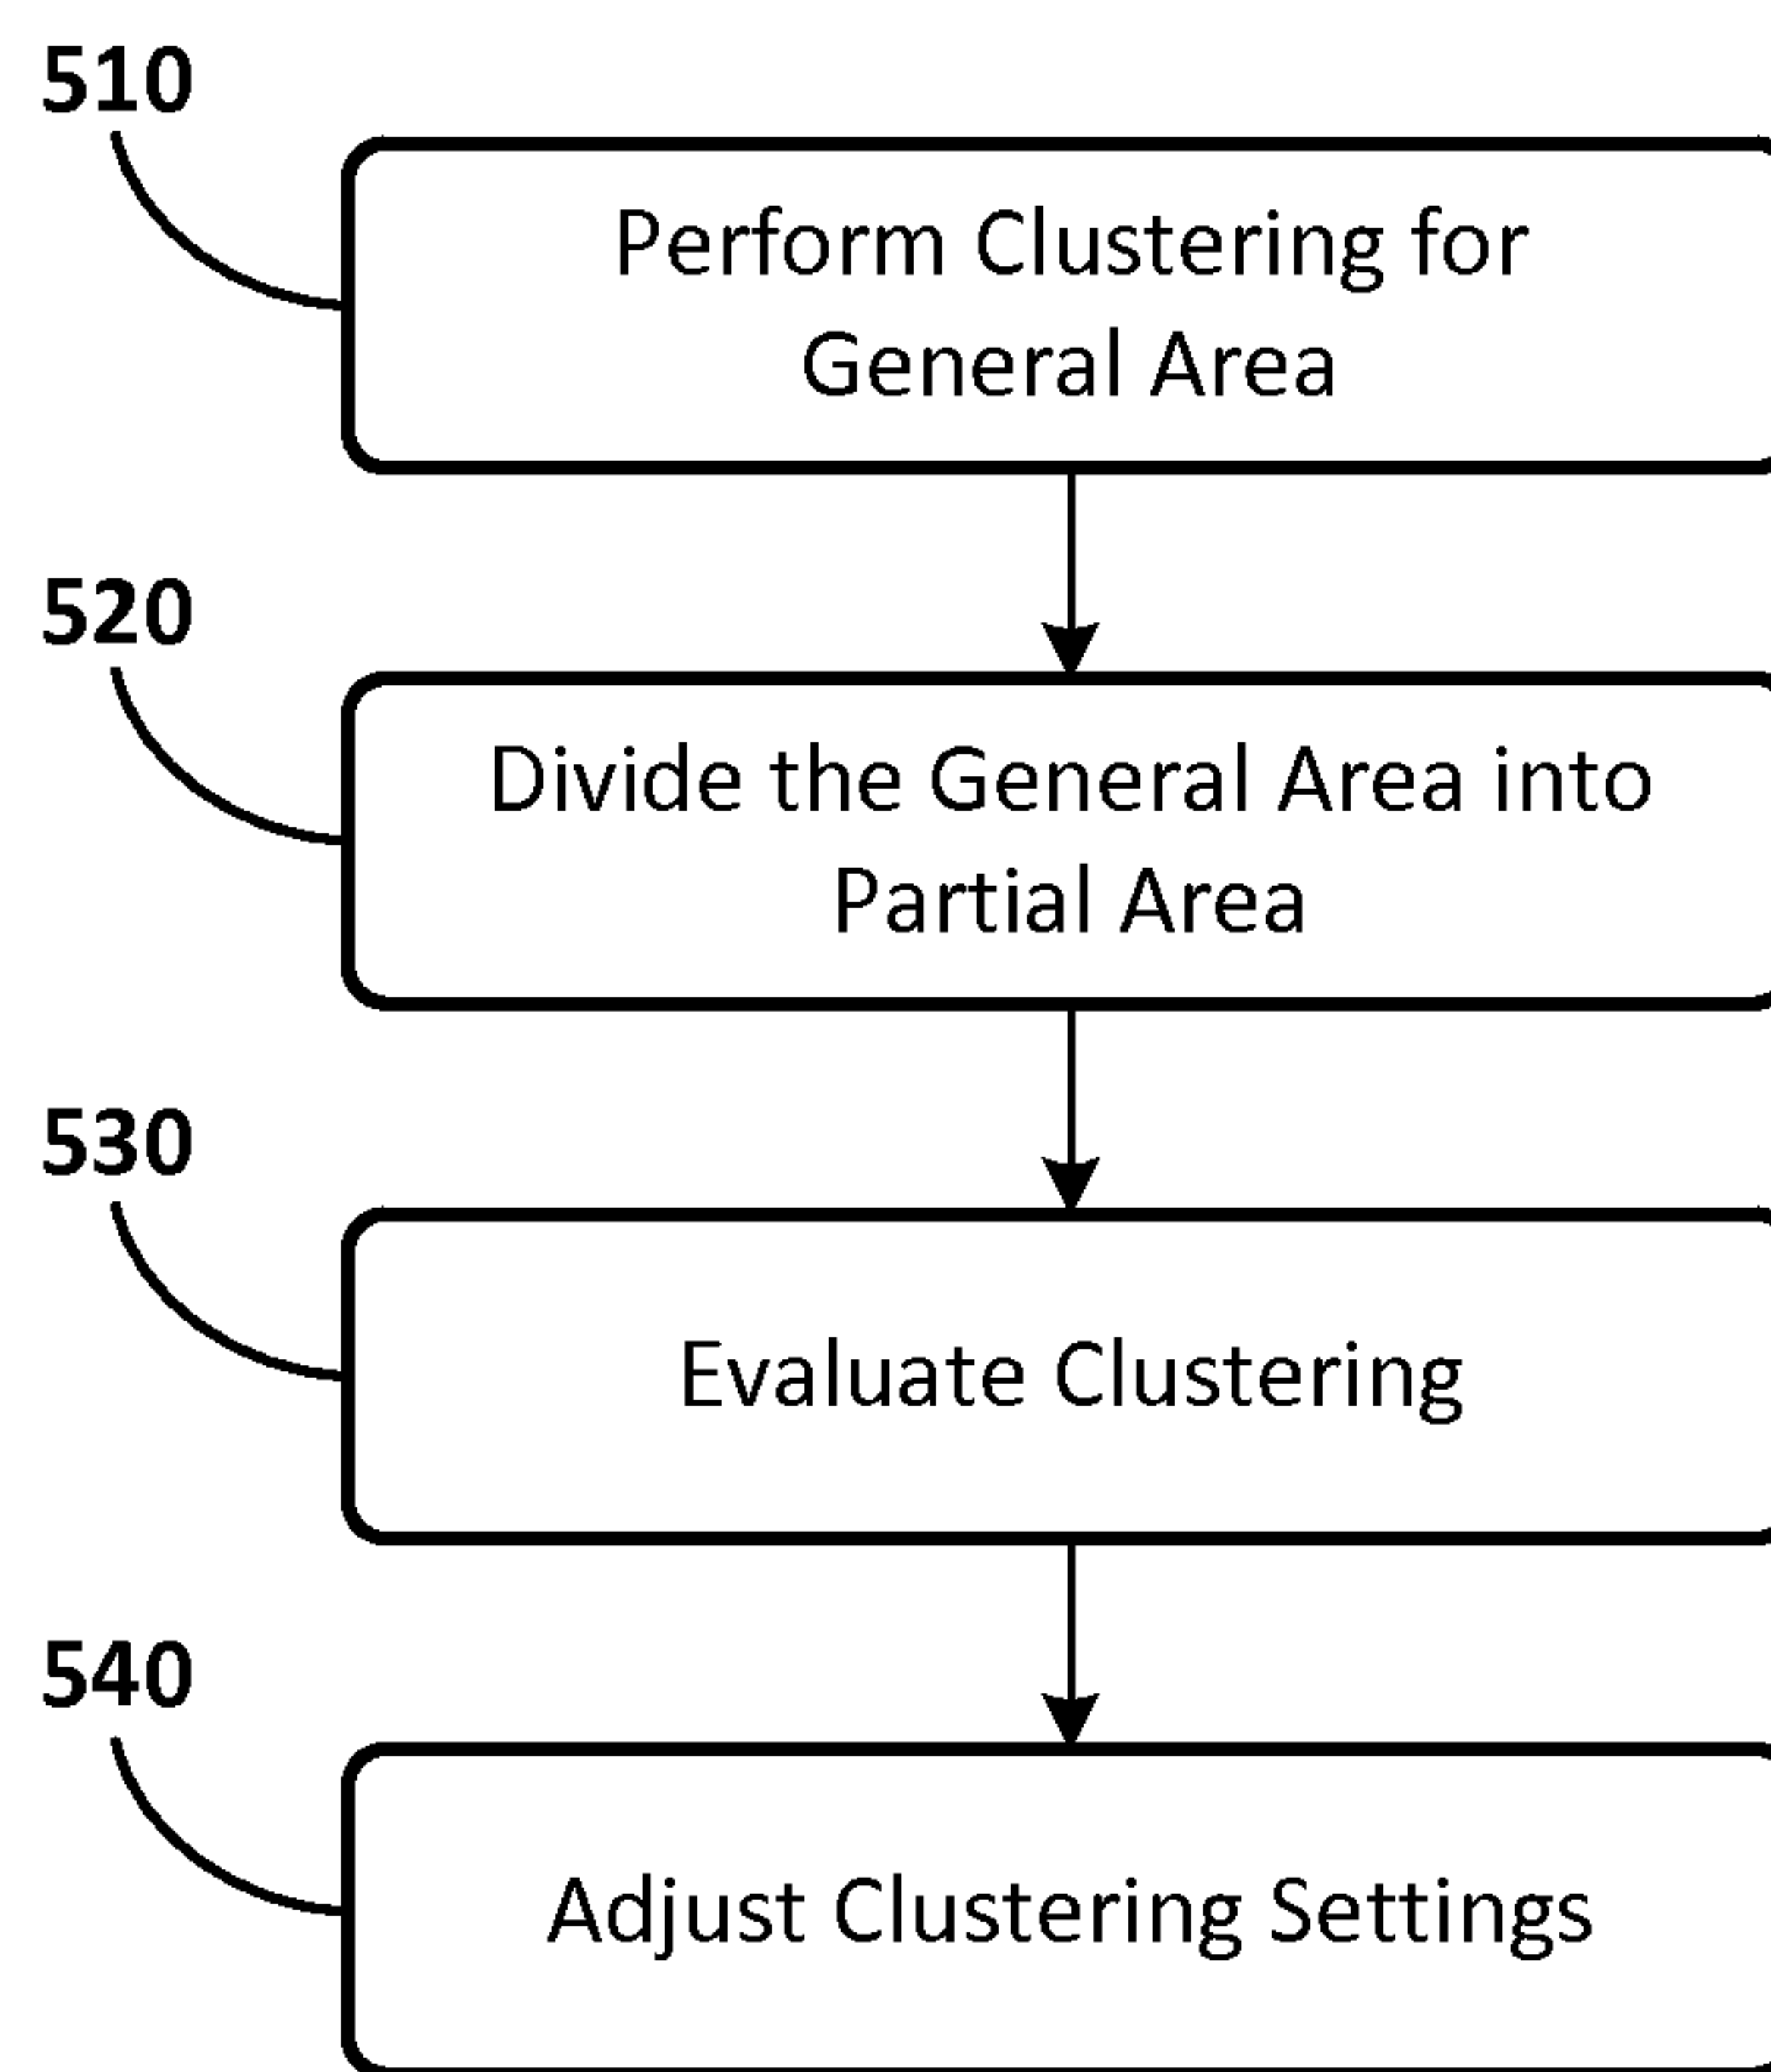 510
Perform Clustering for
General Area
520
Divide the General Area into
Partial Area
530
Evaluate Clustering
540
Adjust Clustering Settings